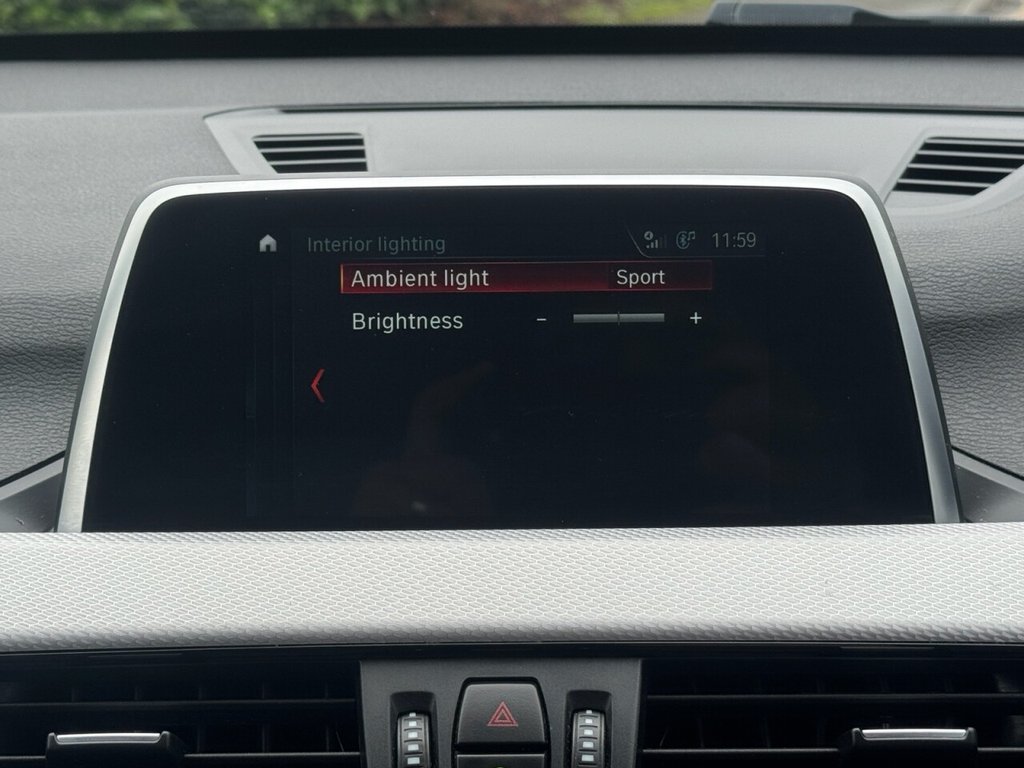 Interior lighting 11:59
Ambient light Sport
Brightness - +